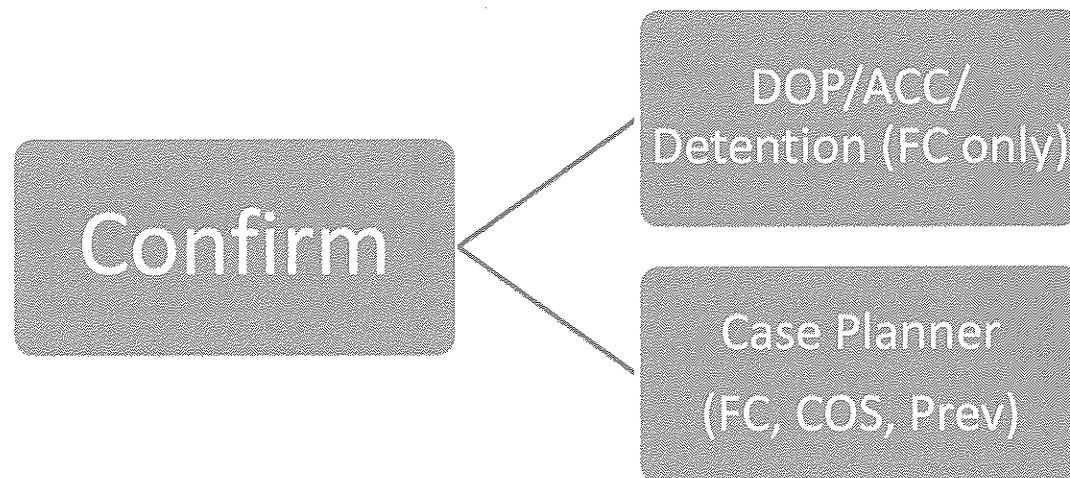 Confirm
DOP/ACC/
Detention (FC only)
Case Planner
(FC, COS, Prev)